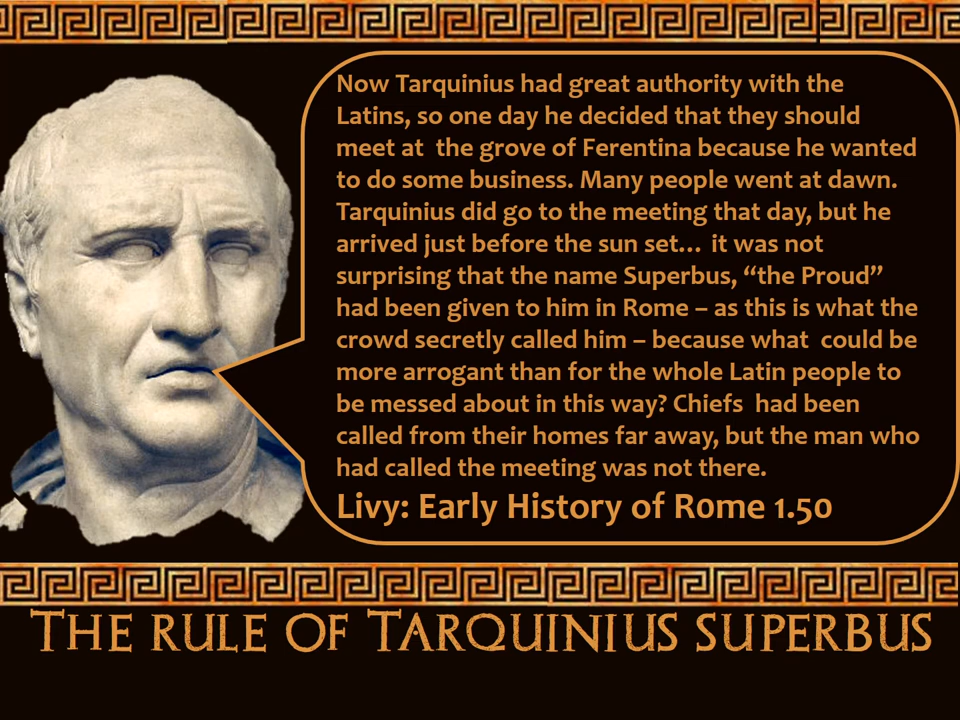 Now Tarquinius had great authority with the
Latins, so one day he decided that they should
meet at  the grove of Ferentina because he wanted
to do some business. Many people went at dawn.
Tarquinius did go to the meeting that day, but he
arrived just before the sun set… it was not
surprising that the name Superbus, “the Proud”
had been given to him in Rome – as this is what the
crowd secretly called him – because what  could be
more arrogant than for the whole Latin people to
be messed about in this way? Chiefs  had been
called from their homes far away, but the man who
had called the meeting was not there.
Livy: Early History of R0me 1.50
The rule of Tarquinius superbus